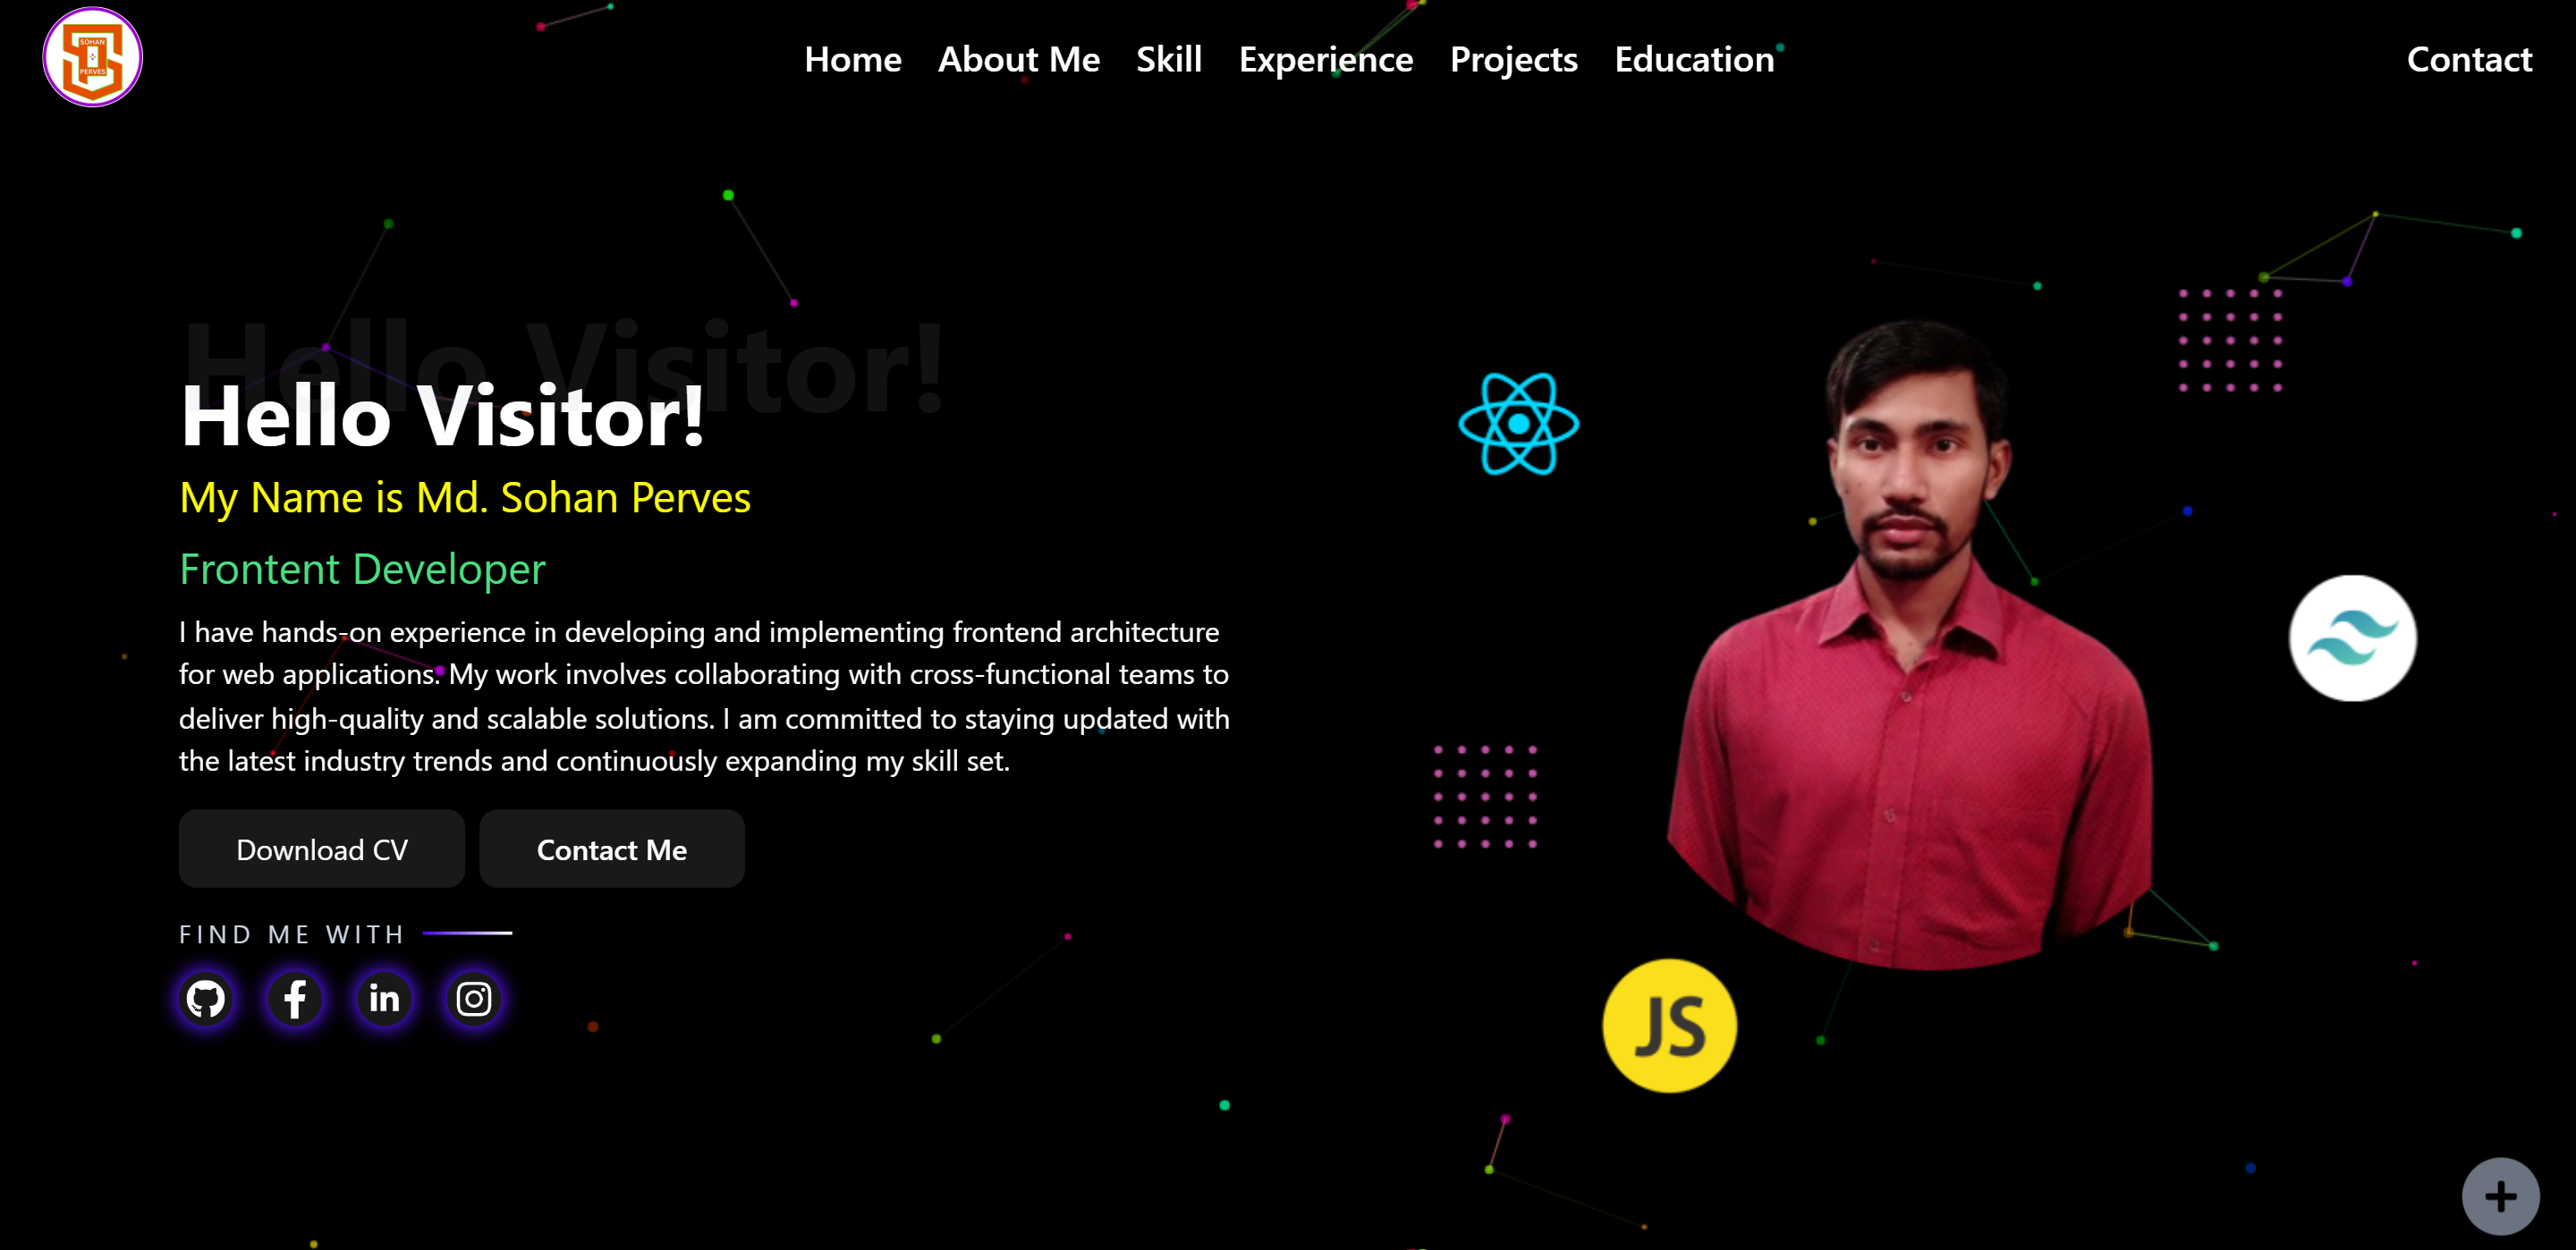 SOHAN
PERVES
Home About Me Skill Experience Projects Education Contact
Hello Visitor!
Hello Visitor!
My Name is Md. Sohan Perves
Frontent Developer
I have hands-on experience in developing and implementing frontend architecture
for web applications. My work involves collaborating with cross-functional teams to
deliver high-quality and scalable solutions. I am committed to staying updated with
the latest industry trends and continuously expanding my skill set.
Download CV Contact Me
FIND ME WITH
in
JS